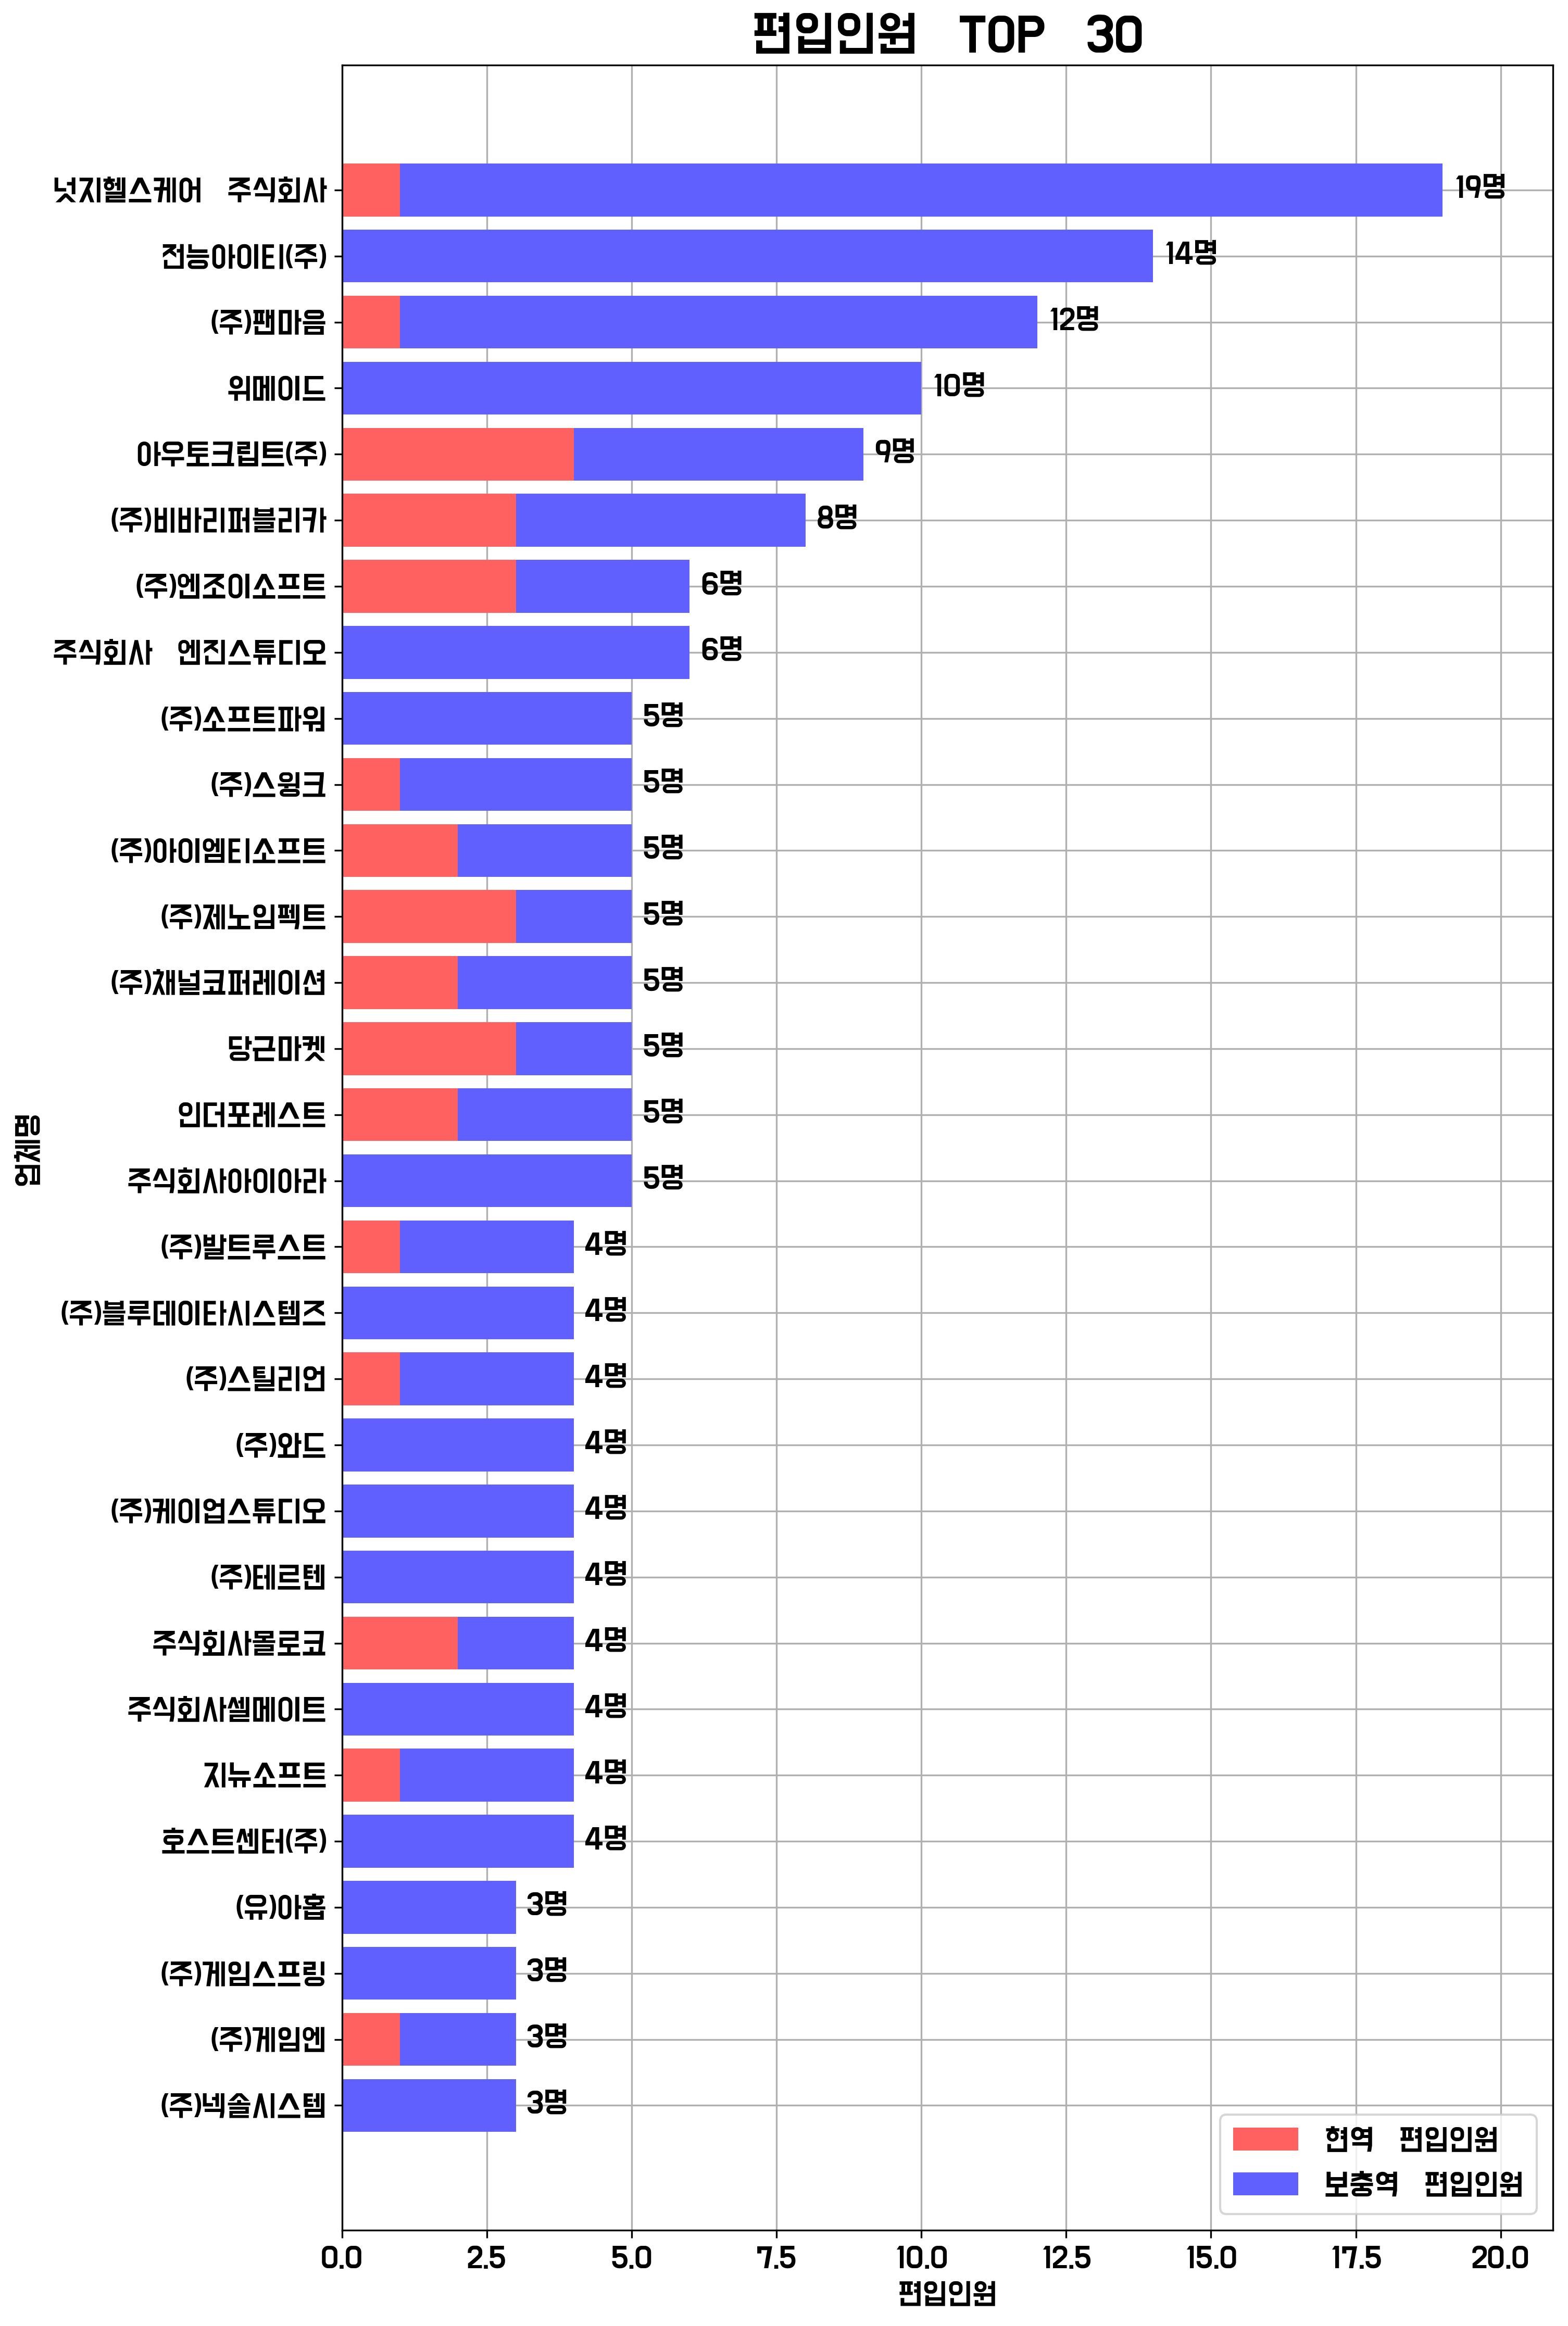 편입인원 TOP 30
넛지헬스케어 주식회사 19명
전능아이티(주) 14명
(주)팬마음 12명
위메이드 10명
아우토크립트(주) 9명
(주)비바리퍼블리카 8명
(주)엔조이소프트 6명
주식회사 엔진스튜디오 6명
(주)소프트파워 5명
(주)스윙크 5명
(주)아이엠티소프트 5명
(주)제노임펙트 5명
(주)채널코퍼레이션 5명
당근마켓 5명
인더포레스트 5명
주식회사아이아라 5명
(주)발트루스트 4명
(주)블루데이타시스템즈 4명
(주)스틸리언 4명
(주)와드 4명
(주)케이업스튜디오 4명
(주)테르텐 4명
주식회사몰로코 4명
주식회사셀메이트 4명
지뉴소프트 4명
호스트센터(주) 4명
(유)아홉 3명
(주)게임스프링 3명
(주)게임엔 3명
(주)넥솔시스템 3명
업체명
현역 편입인원
보충역 편입인원
0.0 2.5 5.0 7.5 10.0 12.5 15.0 17.5 20.0
편입인원